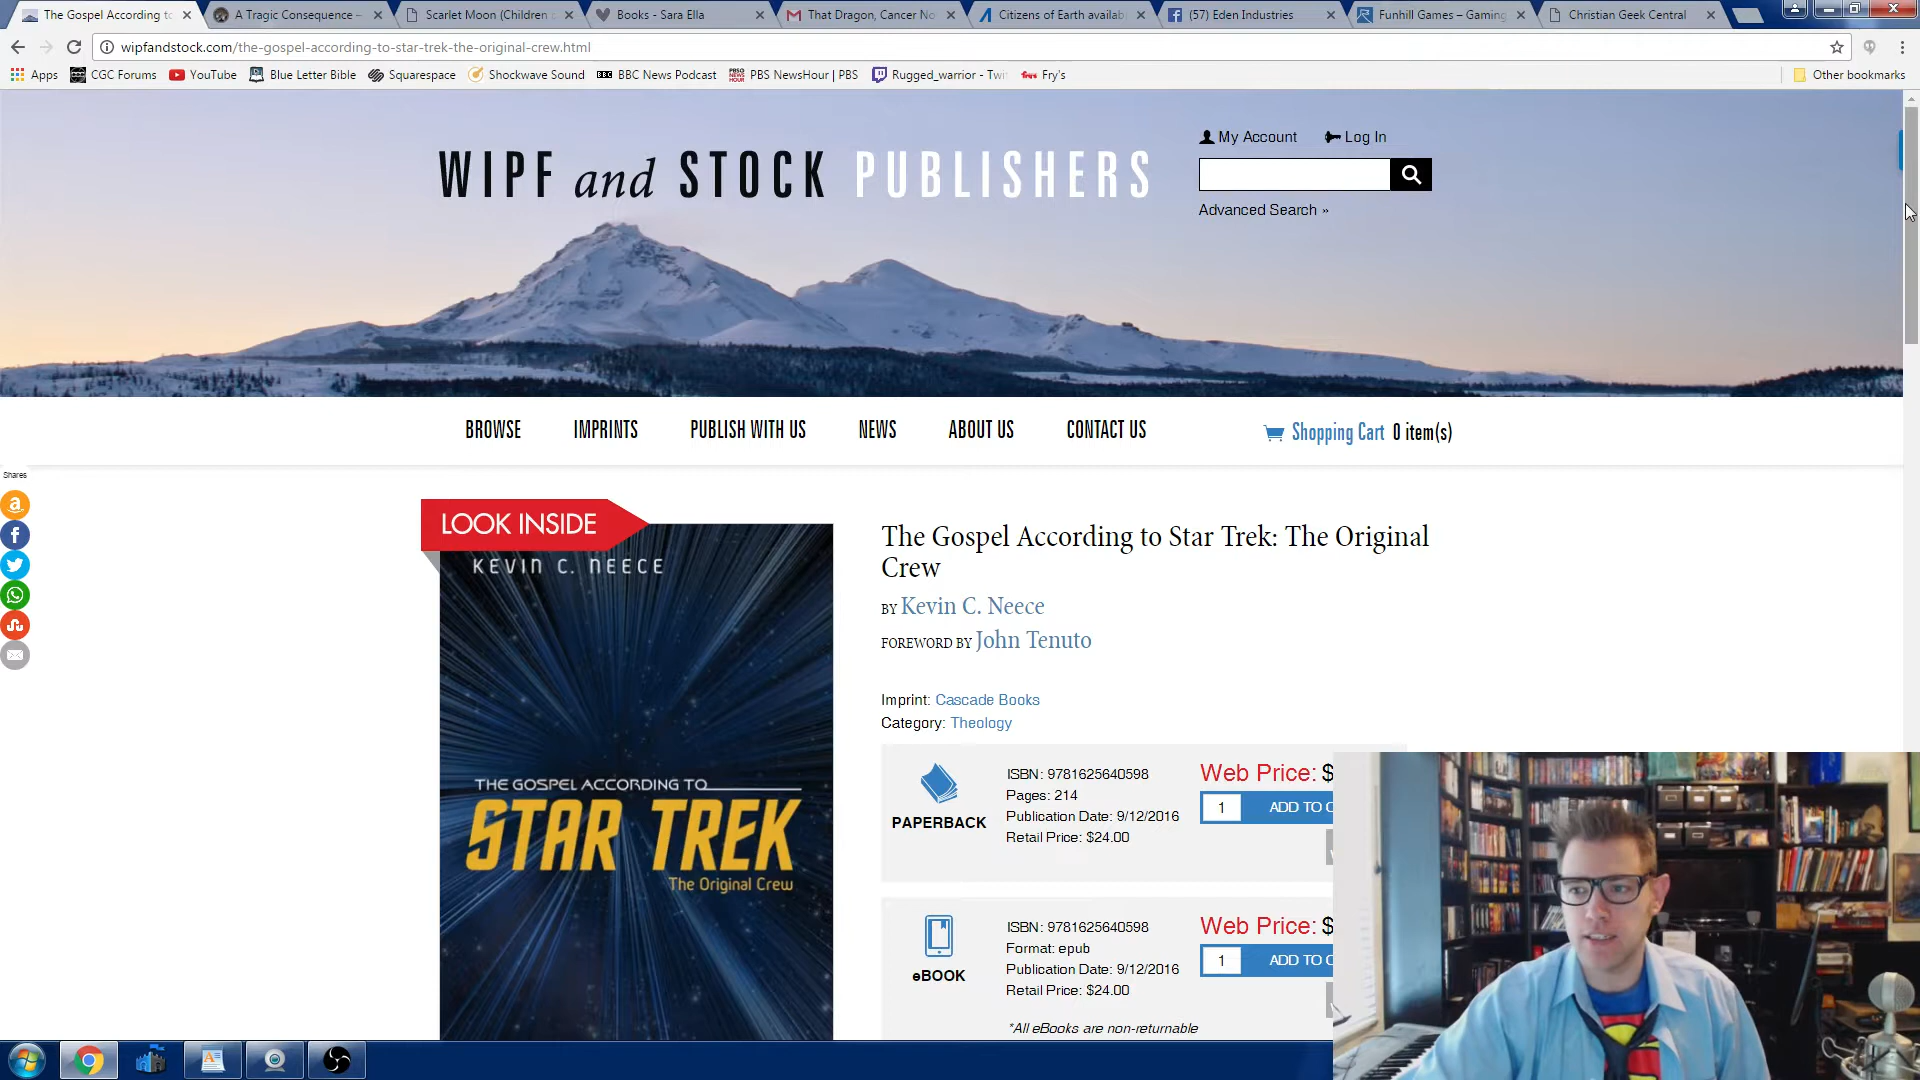 The Gospel According to
A Tragic Consequence –
Scarlet Moon (Children
Books - Sara Ella
That Dragon, Cancer No
Citizens of Earth availab
(57) Eden Industries
Funhill Games – Gaming
Christian Geek Central
wipfandstock.com/the-gospel-according-to-star-trek-the-original-crew.html
Apps
CGC Forums
YouTube
Blue Letter Bible
Squarespace
Shockwave Sound
BBC News Podcast
PBS NewsHour | PBS
Rugged_warrior - Twi
Fry's
Other bookmarks
WIPF and STOCK PUBLISHERS
My Account
Log In
Advanced Search »
BROWSE
IMPRINTS
PUBLISH WITH US
NEWS
ABOUT US
CONTACT US
Shopping Cart 0 item(s)
Shares
LOOK INSIDE
KEVIN C. NEECE
THE GOSPEL ACCORDING TO
STAR TREK
The Original Crew
The Gospel According to Star Trek: The Original
Crew
BY Kevin C. Neece
FOREWORD BY John Tenuto
Imprint: Cascade Books
Category: Theology
PAPERBACK
ISBN: 9781625640598
Pages: 214
Publication Date: 9/12/2016
Retail Price: $24.00
Web Price: $
1
ADD TO C
eBOOK
ISBN: 9781625640598
Format: epub
Publication Date: 9/12/2016
Retail Price: $24.00
Web Price: $
1
ADD TO C
*All eBooks are non-returnable